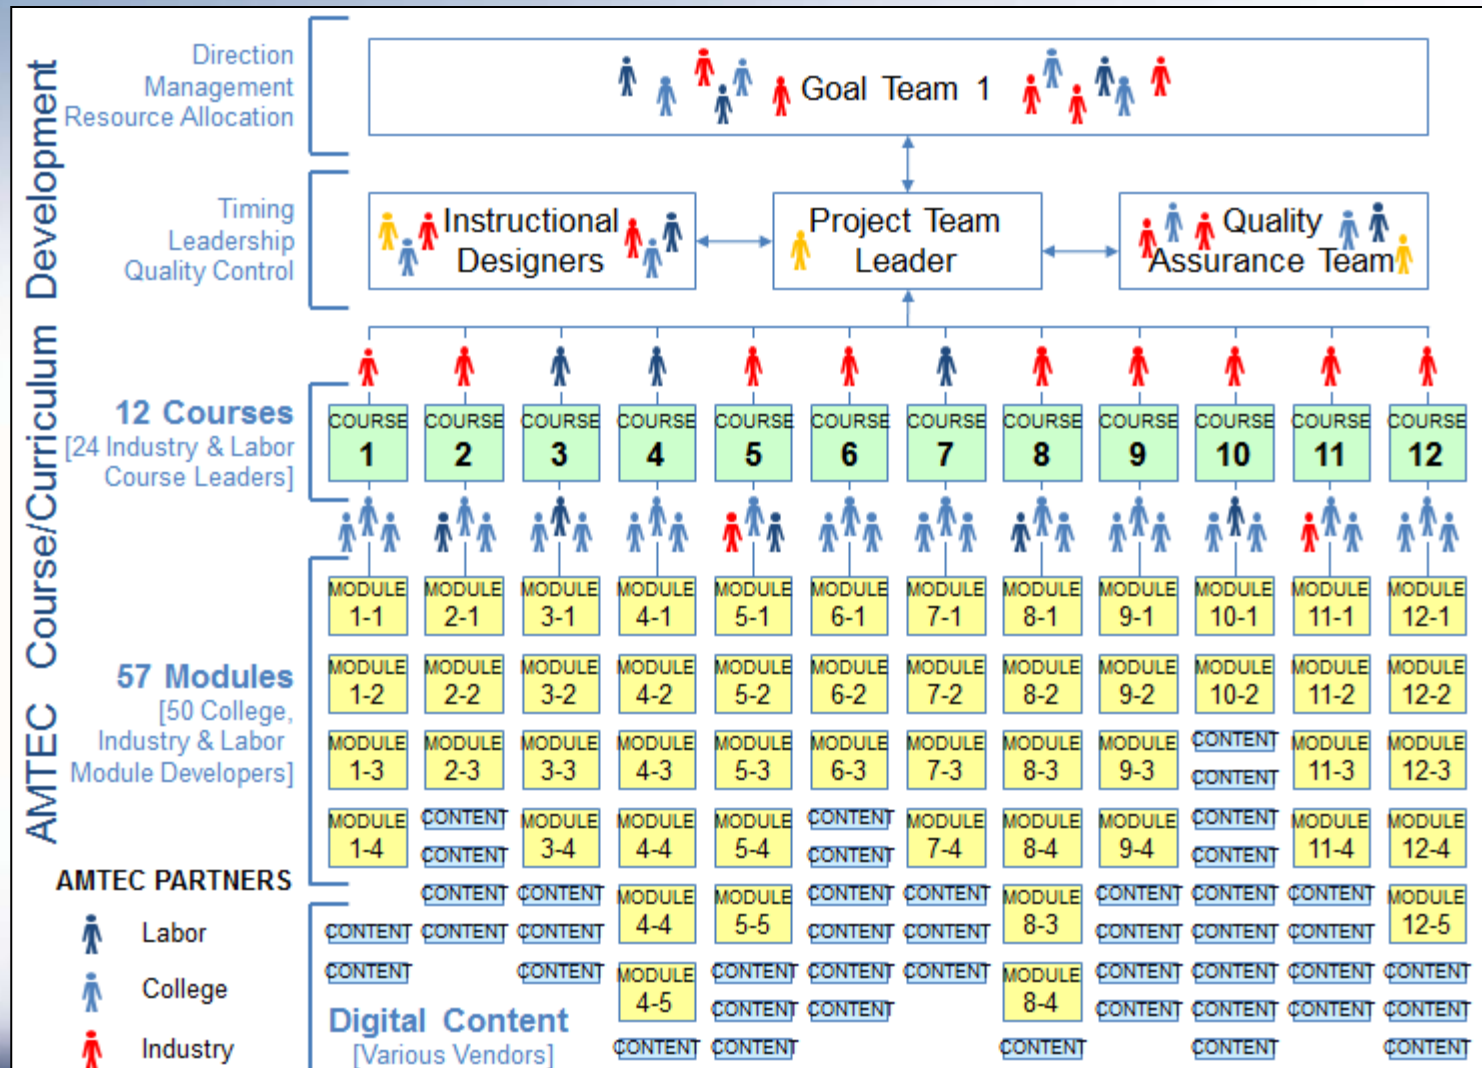 AMTEC Course/Curriculum Development
Direction
Management
Resource Allocation
Goal Team 1
Timing
Leadership
Quality Control
Instructional
Designers
Project Team
Leader
Quality
Assurance Team
12 Courses
[24 Industry & Labor
Course Leaders]
COURSE COURSE COURSE COURSE COURSE COURSE COURSE COURSE COURSE COURSE COURSE COURSE
1 2 3 4 5 6 7 8 9 10 11 12
57 Modules
[50 College,
Industry & Labor
Module Developers]
MODULE MODULE MODULE MODULE MODULE MODULE MODULE MODULE MODULE MODULE MODULE MODULE
1-1 2-1 3-1 4-1 5-1 6-1 7-1 8-1 9-1 10-1 11-1 12-1
MODULE MODULE MODULE MODULE MODULE MODULE MODULE MODULE MODULE MODULE MODULE MODULE
1-2 2-2 3-2 4-2 5-2 6-2 7-2 8-2 9-2 10-2 11-2 12-2
MODULE MODULE MODULE MODULE MODULE MODULE MODULE MODULE MODULE CONTENT MODULE MODULE
1-3 2-3 3-3 4-3 5-3 6-3 7-3 8-3 9-3 CONTENT 11-3 12-3
MODULE CONTENT MODULE MODULE MODULE CONTENT MODULE MODULE MODULE CONTENT MODULE MODULE
1-4 CONTENT 3-4 4-4 5-4 CONTENT 7-4 8-4 9-4 CONTENT 11-4 12-4
CONTENT CONTENT MODULE MODULE CONTENT CONTENT MODULE CONTENT CONTENT CONTENT MODULE
CONTENT CONTENT CONTENT 4-4 5-5 CONTENT CONTENT 8-3 CONTENT CONTENT CONTENT 12-5
CONTENT CONTENT MODULE CONTENT CONTENT CONTENT MODULE CONTENT CONTENT CONTENT CONTENT
4-5 CONTENT CONTENT 8-4 CONTENT CONTENT CONTENT CONTENT
CONTENT CONTENT CONTENT CONTENT CONTENT
Digital Content
[Various Vendors]
AMTEC PARTNERS
Labor
College
Industry